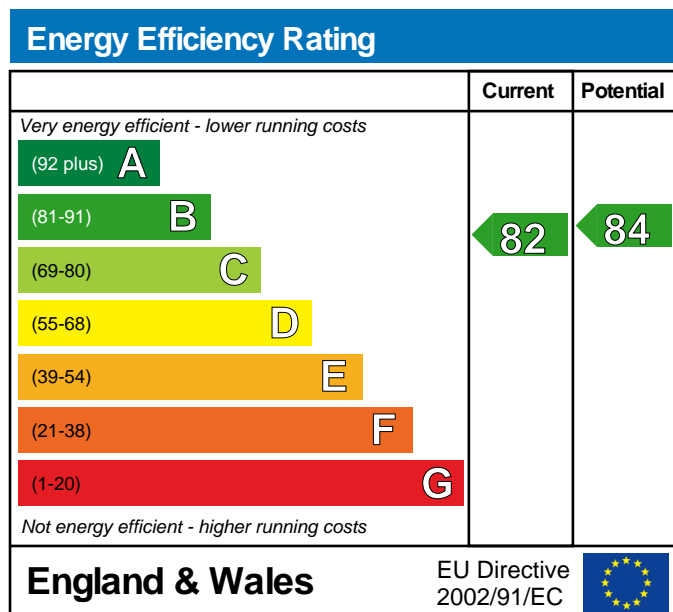 Energy Efficiency Rating
Current Potential
Very energy efficient - lower running costs
(92 plus) A
(81-91) B
82 84
(69-80) C
(55-68) D
(39-54) E
(21-38) F
(1-20) G
Not energy efficient - higher running costs
England & Wales
EU Directive
2002/91/EC